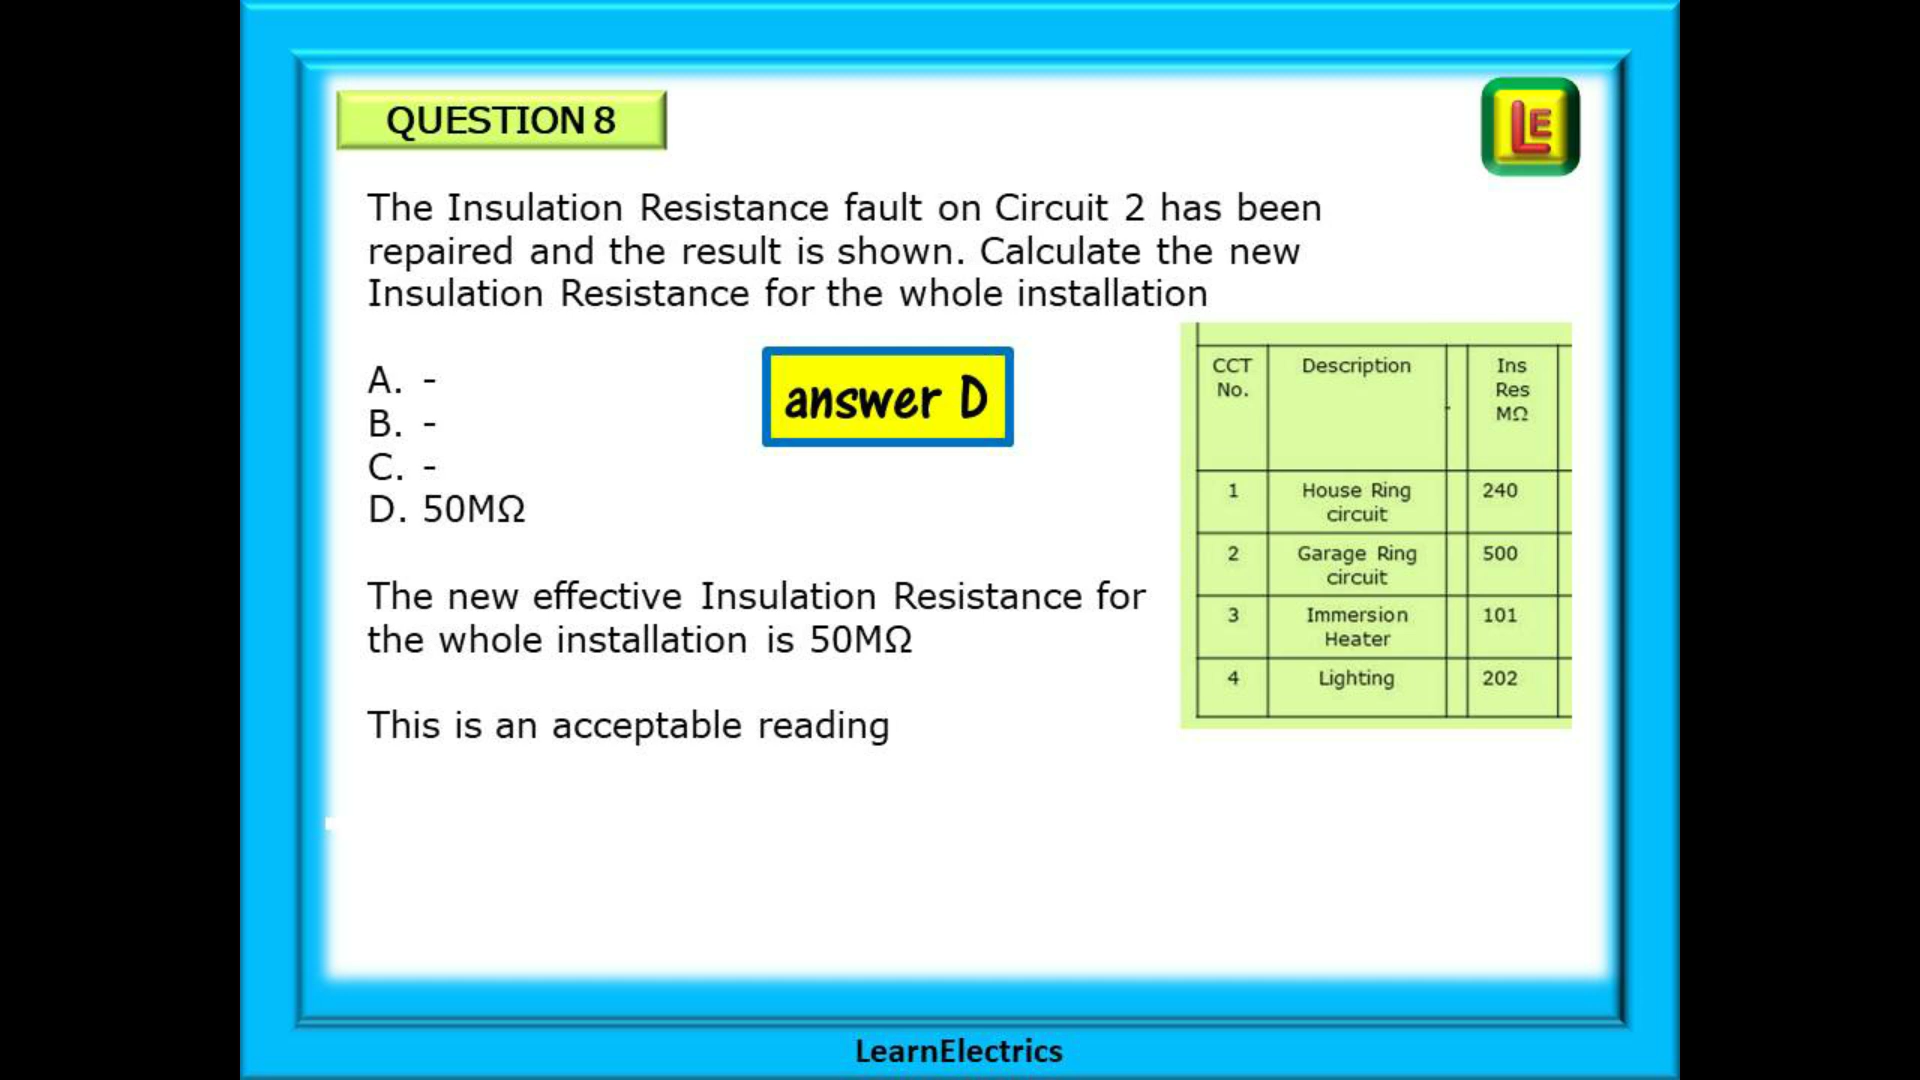 QUESTION 8
LE
The Insulation Resistance fault on Circuit 2 has been
repaired and the result is shown. Calculate the new
Insulation Resistance for the whole installation
A. -
B. -
C. -
D. 50MΩ
answer D
The new effective Insulation Resistance for
the whole installation is 50MΩ
This is an acceptable reading
CCT No. Description Ins Res MΩ
1 House Ring circuit 240
2 Garage Ring circuit 500
3 Immersion Heater 101
4 Lighting 202
LearnElectrics